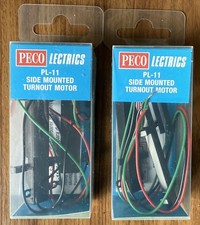 PECO LECTRICS
PL-11
SIDE MOUNTED
TURNOUT MOTOR
PECO LECTRICS
PL-11
SIDE MOUNTED
TURNOUT MOTOR